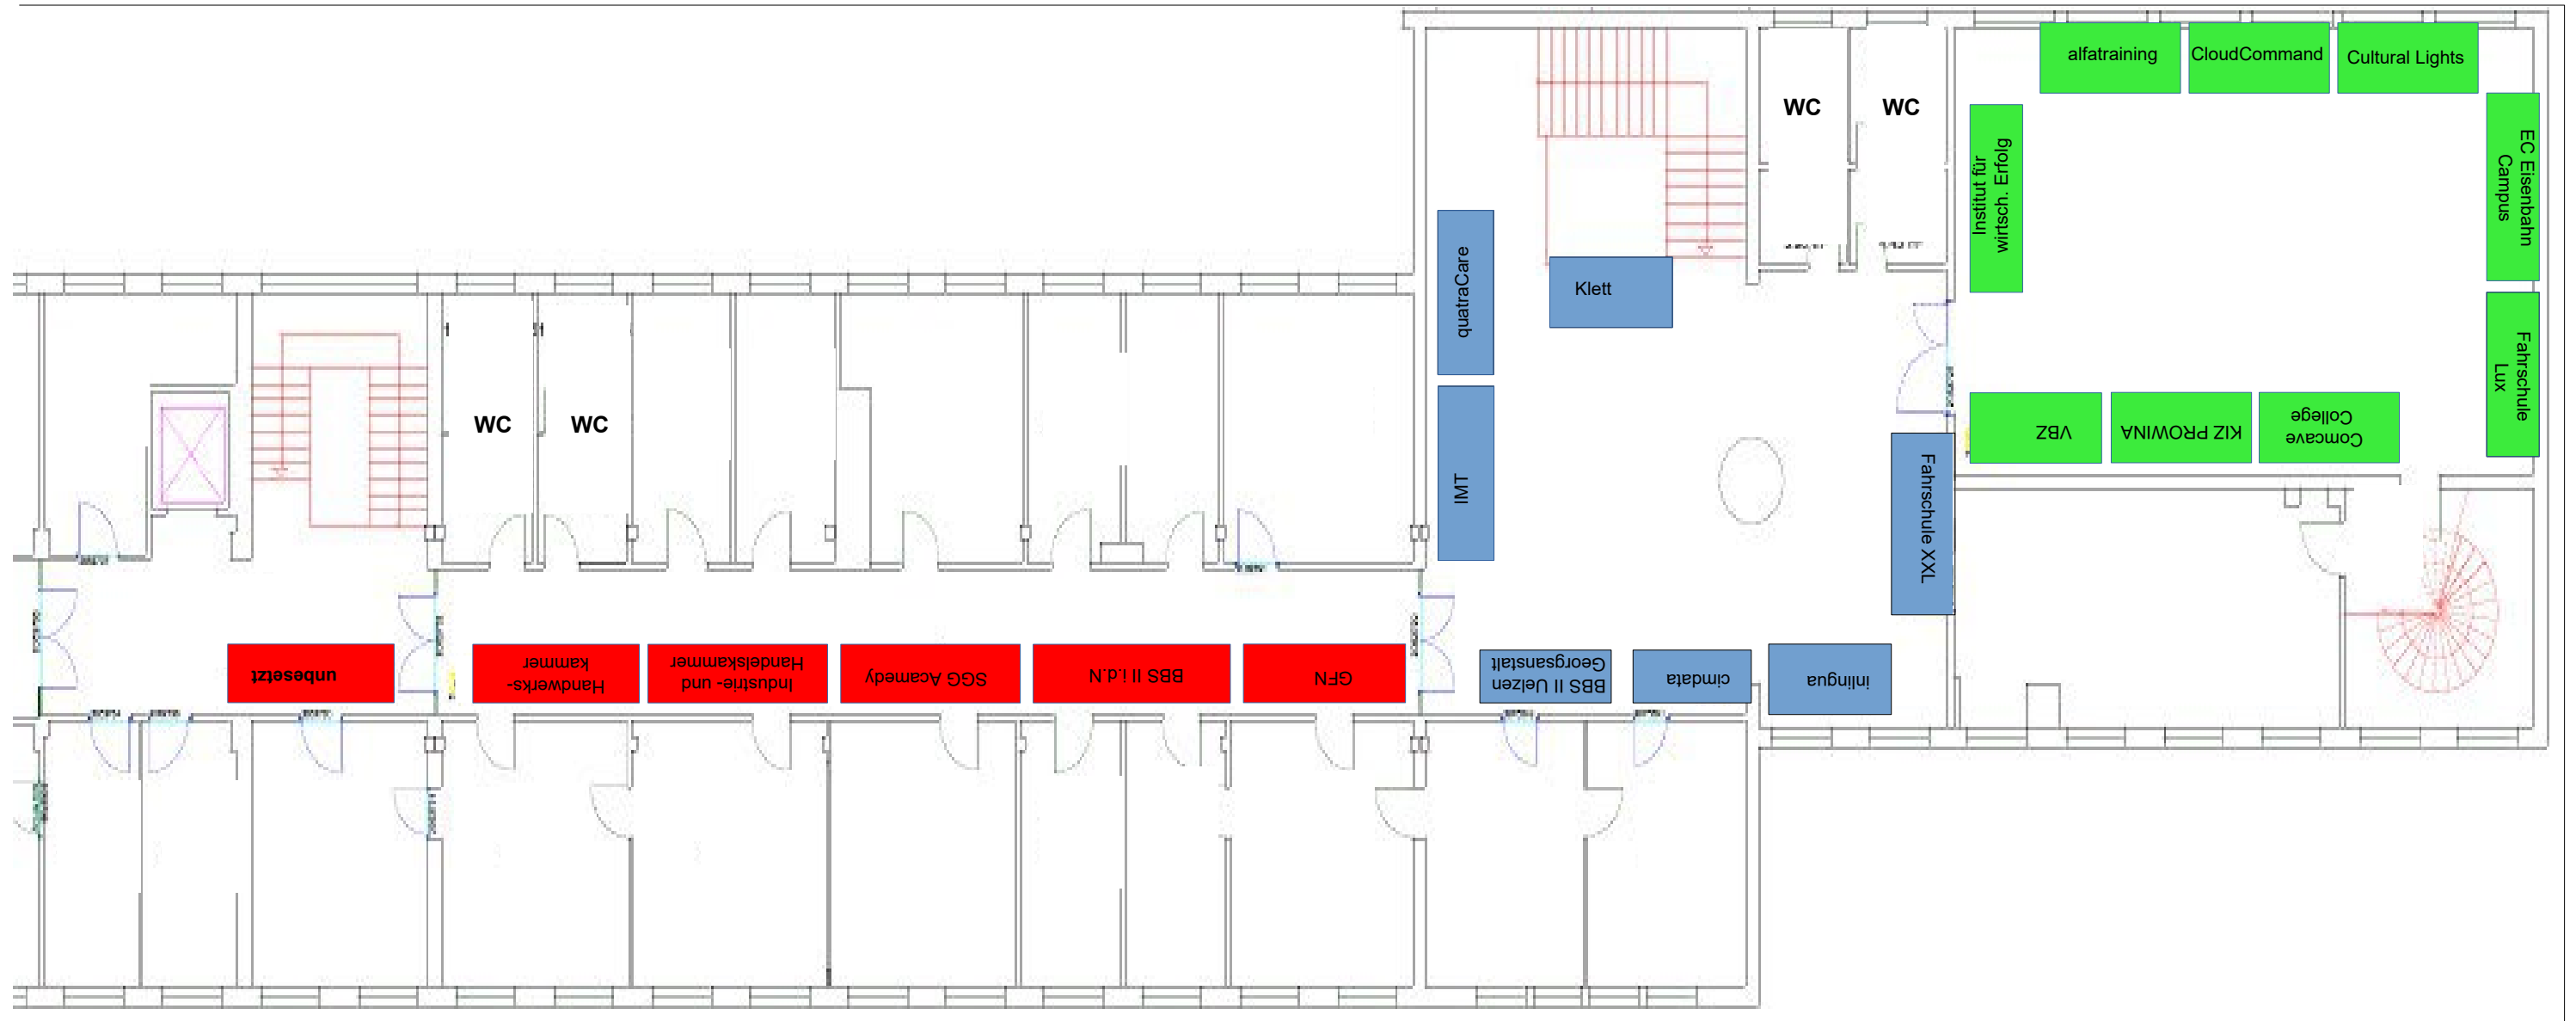 alfatraining
CloudCommand
Cultural Lights
WC
WC
Institut für
wirtsch. Erfolg
EC Eisenbahn
Campus
quatraCare
Klett
Fahrschule
Lux
WC
WC
VBZ
KIZ PROWINA
Comcave
College
IMT
Fahrschule XXL
unbesetzt
Handwerks-
kammer
Industrie- und
Handelskammer
SGG Acamedy
BBS II i.d.N
GFN
BBS II Uelzen
Georgsanstalt
cimdata
inlingua